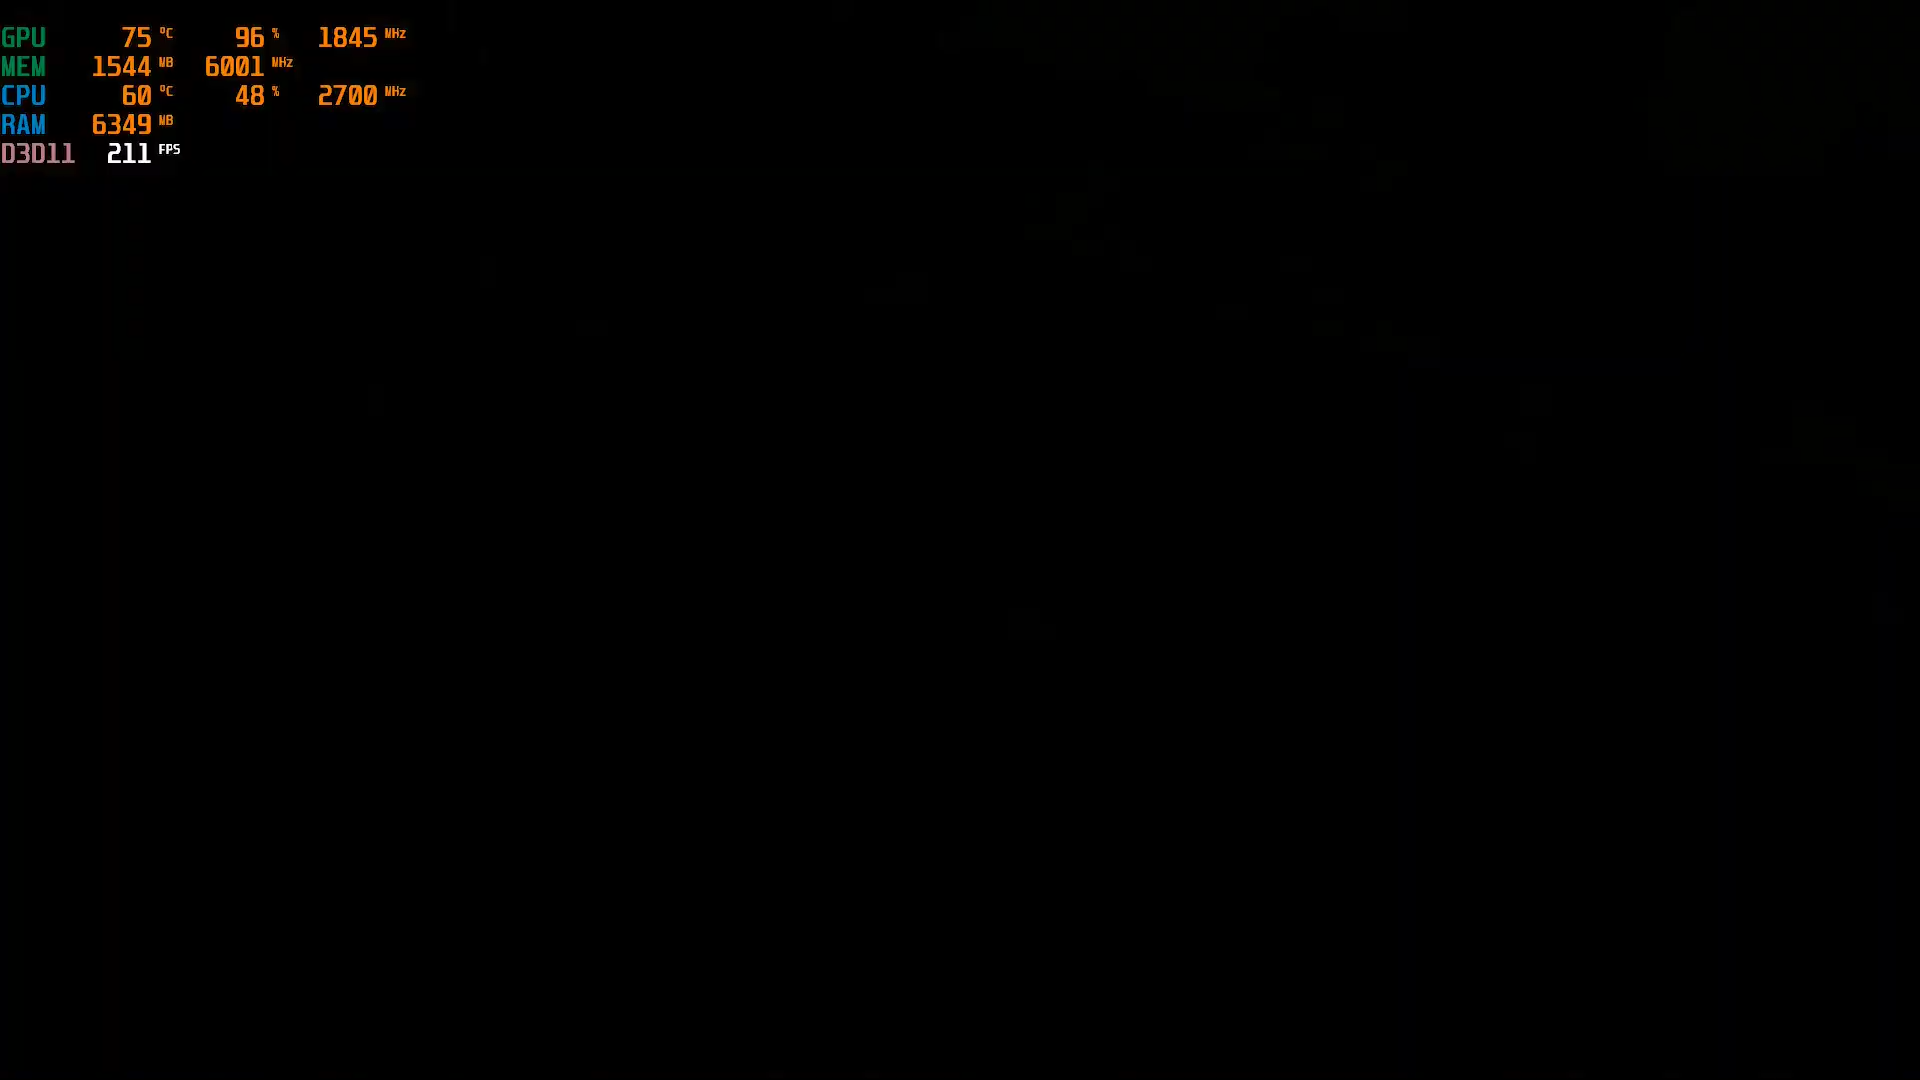 GPU 75 °C 96 % 1845 MHz
MEM 1544 MB 6001 MHz
CPU 60 °C 48 % 2700 MHz
RAM 6349 MB
D3D11 211 FPS